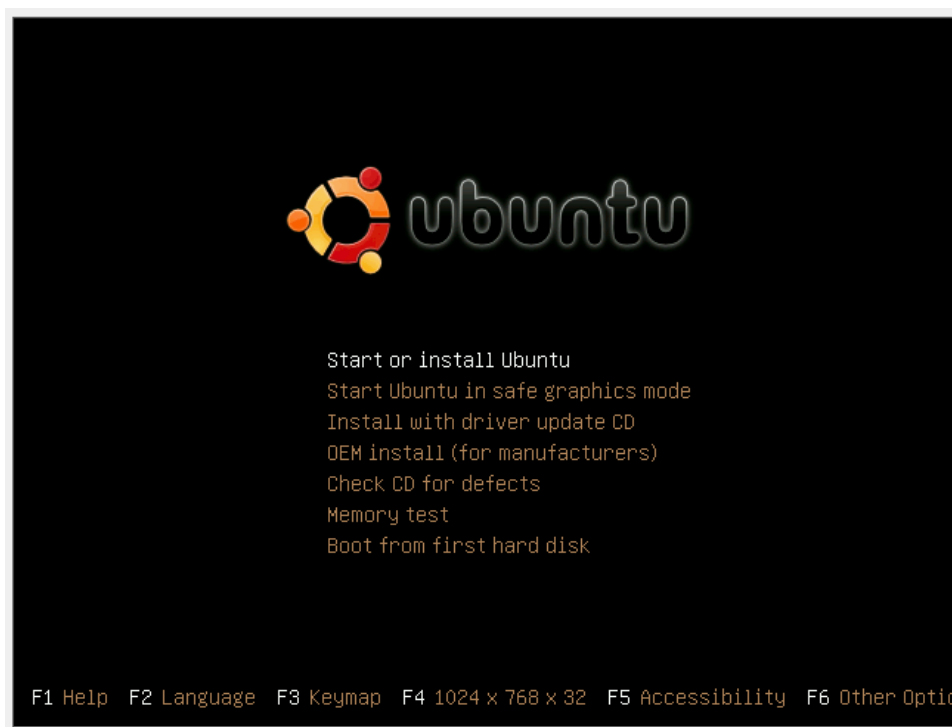 ubuntu
Start or install Ubuntu
Start Ubuntu in safe graphics mode
Install with driver update CD
OEM install (for manufacturers)
Check CD for defects
Memory test
Boot from first hard disk
F1 Help F2 Language F3 Keymap F4 1024 x 768 x 32 F5 Accessibility F6 Other Optio